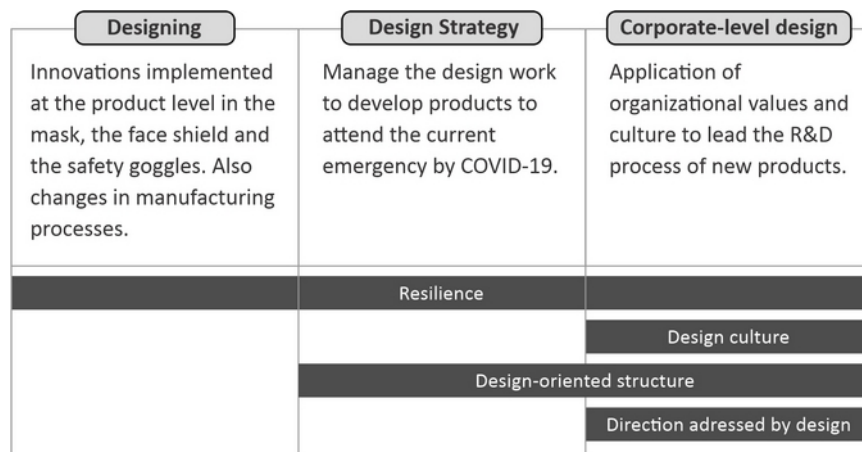 Designing
Innovations implemented
at the product level in the
mask, the face shield and
the safety goggles. Also
changes in manufacturing
processes.
Design Strategy
Manage the design work
to develop products to
attend the current
emergency by COVID-19.
Corporate-level design
Application of
organizational values and
culture to lead the R&D
process of new products.
Resilience
Design culture
Design-oriented structure
Direction adressed by design